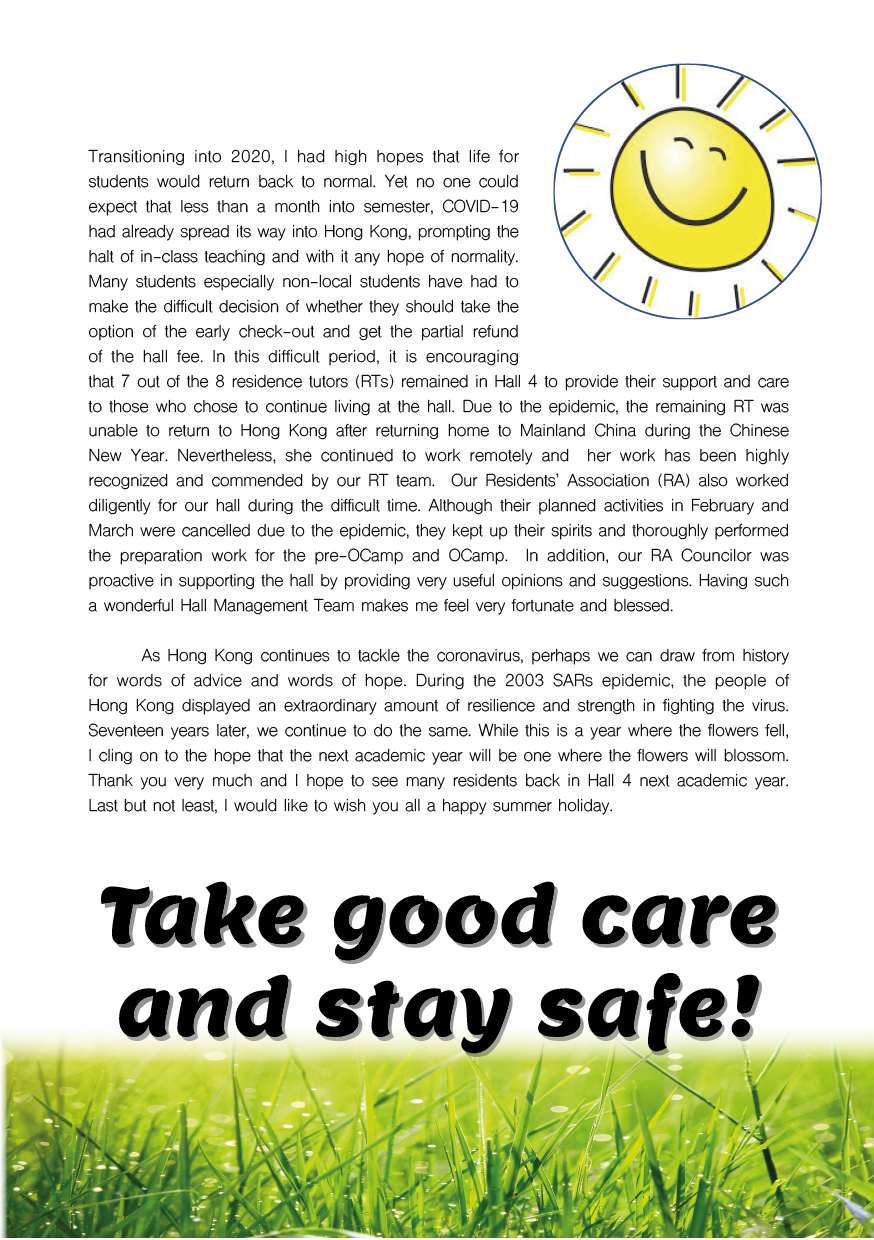 Transitioning into 2020, I had high hopes that life for
students would return back to normal. Yet no one could
expect that less than a month into semester, COVID-19
had already spread its way into Hong Kong, prompting the
halt of in-class teaching and with it any hope of normality.
Many students especially non-local students have had to
make the difficult decision of whether they should take the
option of the early check-out and get the partial refund
of the hall fee. In this difficult period, it is encouraging
that 7 out of the 8 residence tutors (RTs) remained in Hall 4 to provide their support and care
to those who chose to continue living at the hall. Due to the epidemic, the remaining RT was
unable to return to Hong Kong after returning home to Mainland China during the Chinese
New Year. Nevertheless, she continued to work remotely and her work has been highly
recognized and commended by our RT team. Our Residents' Association (RA) also worked
diligently for our hall during the difficult time. Although their planned activities in February and
March were cancelled due to the epidemic, they kept up their spirits and thoroughly performed
the preparation work for the pre-OCamp and OCamp. In addition, our RA Councilor was
proactive in supporting the hall by providing very useful opinions and suggestions. Having such
a wonderful Hall Management Team makes me feel very fortunate and blessed.
As Hong Kong continues to tackle the coronavirus, perhaps we can draw from history
for words of advice and words of hope. During the 2003 SARs epidemic, the people of
Hong Kong displayed an extraordinary amount of resilience and strength in fighting the virus.
Seventeen years later, we continue to do the same. While this is a year where the flowers fell,
I cling on to the hope that the next academic year will be one where the flowers will blossom.
Thank you very much and I hope to see many residents back in Hall 4 next academic year.
Last but not least, I would like to wish you all a happy summer holiday.
Take good care
and stay safe!